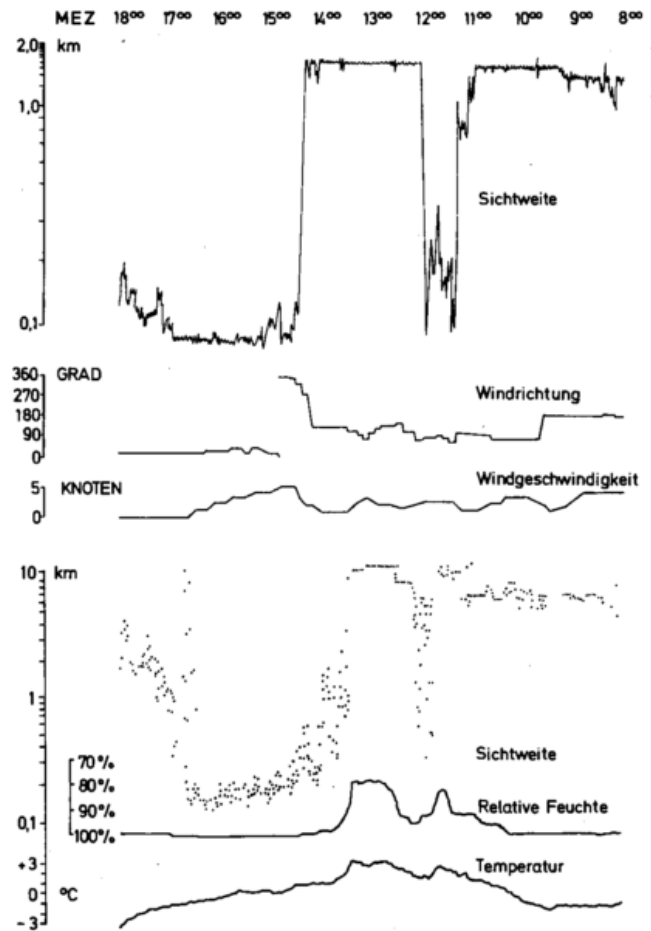 MEZ 18⁰⁰ 17⁰⁰ 16⁰⁰ 15⁰⁰ 14⁰⁰ 13⁰⁰ 12⁰⁰ 11⁰⁰ 10⁰⁰ 9⁰⁰ 8⁰⁰
2,0 km
1,0
Sichtweite
0,1
360 GRAD
270 Windrichtung
180
90
0
Windgeschwindigkeit
5 KNOTEN
0
10 km
1
Sichtweite
70%
80%
Relative Feuchte
90%
0,1
100%
+3
Temperatur
0 °C
-3